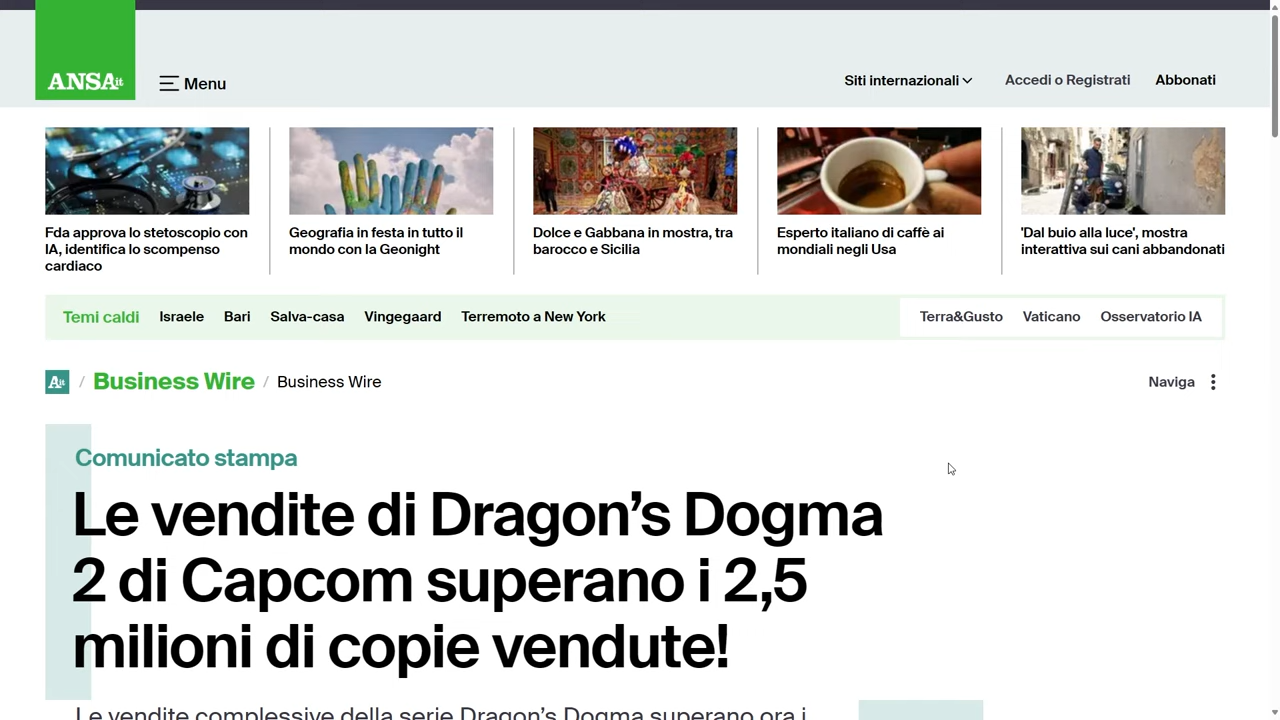 ANSAit
Menu
Siti internazionali
Accedi o Registrati
Abbonati
Fda approva lo stetoscopio con
IA, identifica lo scompenso
cardiaco
Geografia in festa in tutto il
mondo con la Geonight
Dolce e Gabbana in mostra, tra
barocco e Sicilia
Esperto italiano di caffè ai
mondiali negli Usa
'Dal buio alla luce', mostra
interattiva sui cani abbandonati
Temi caldi Israele Bari Salva-casa Vingegaard Terremoto a New York
Terra&Gusto Vaticano Osservatorio IA
Ait / Business Wire / Business Wire
Naviga
Comunicato stampa
Le vendite di Dragon’s Dogma
2 di Capcom superano i 2,5
milioni di copie vendute!
Le vendite complessive della serie Dragon’s Dogma superano ora i